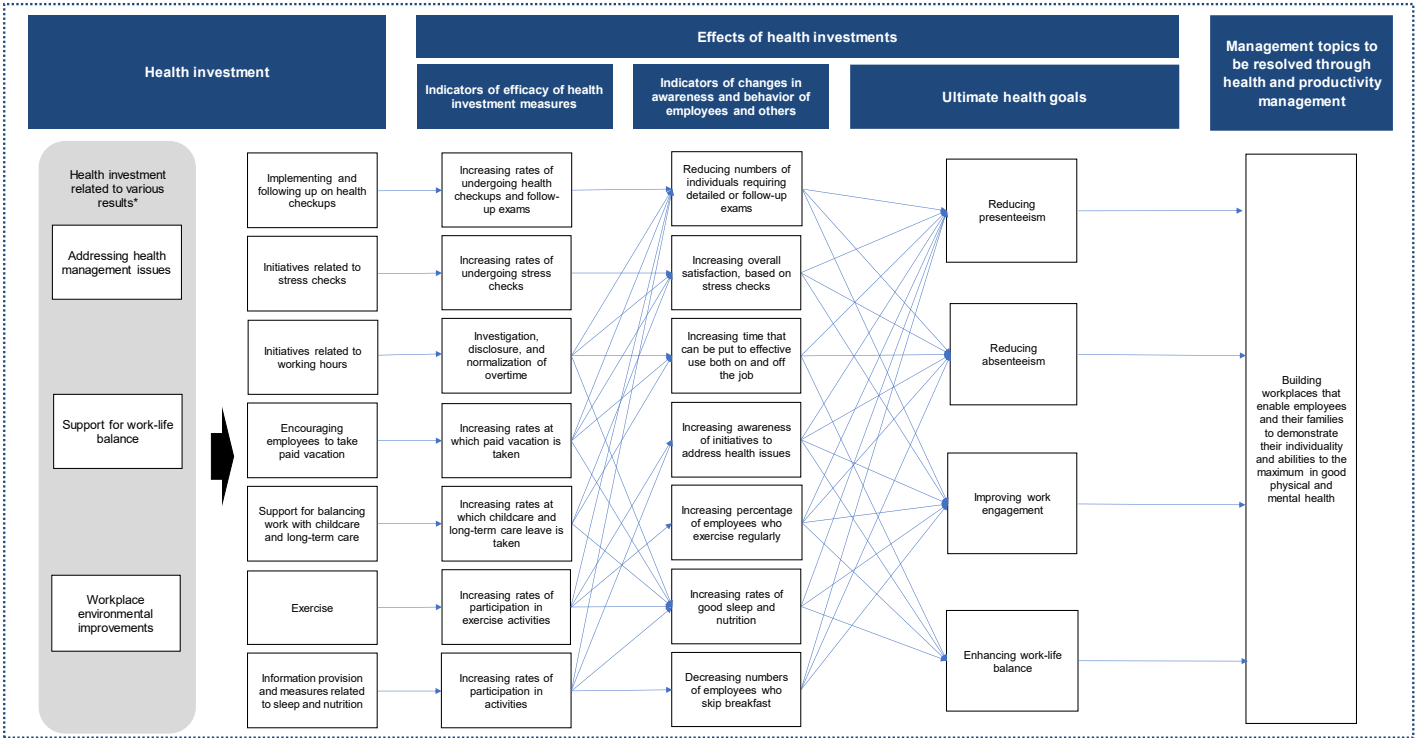 Health investment
Effects of health investments
Indicators of efficacy of health
investment measures
Indicators of changes in
awareness and behavior of
employees and others
Ultimate health goals
Management topics to
be resolved through
health and productivity
management
Health investment
related to various
results*
Addressing health
management issues
Support for work-life
balance
Workplace
environmental
improvements
Implementing and
following up on health
checkups
Initiatives related to
stress checks
Initiatives related to
working hours
Encouraging
employees to take
paid vacation
Support for balancing
work with childcare
and long-term care
Exercise
Information provision
and measures related
to sleep and nutrition
Increasing rates of
undergoing health
checkups and follow-
up exams
Increasing rates of
undergoing stress
checks
Investigation,
disclosure, and
normalization of
overtime
Increasing rates at
which paid vacation is
taken
Increasing rates at
which childcare and
long-term care leave is
taken
Increasing rates of
participation in
exercise activities
Increasing rates of
participation in
activities
Reducing numbers of
individuals requiring
detailed or follow-up
exams
Increasing overall
satisfaction, based on
stress checks
Increasing time that
can be put to effective
use both on and off
the job
Increasing awareness
of initiatives to
address health issues
Increasing percentage
of employees who
exercise regularly
Increasing rates of
good sleep and
nutrition
Decreasing numbers
of employees who
skip breakfast
Reducing
presenteeism
Reducing
absenteeism
Improving work
engagement
Enhancing work-life
balance
Building
workplaces that
enable employees
and their families
to demonstrate
their individuality
and abilities to the
maximum in good
physical and
mental health